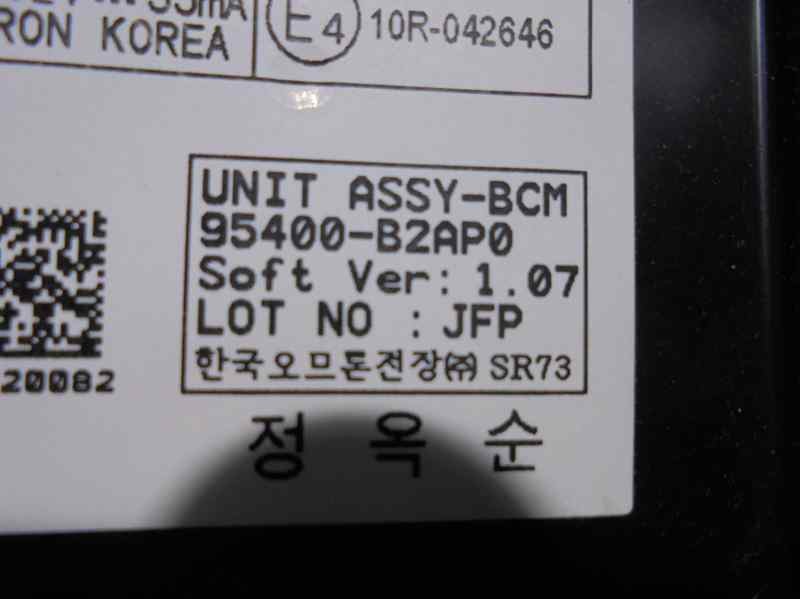 E4 10R-042646
KOREA
UNIT ASSY-BCM
95400-B2AP0
Soft Ver: 1.07
LOT NO : JFP
한국오므론전장㈜ SR73
20082
정 옥 순